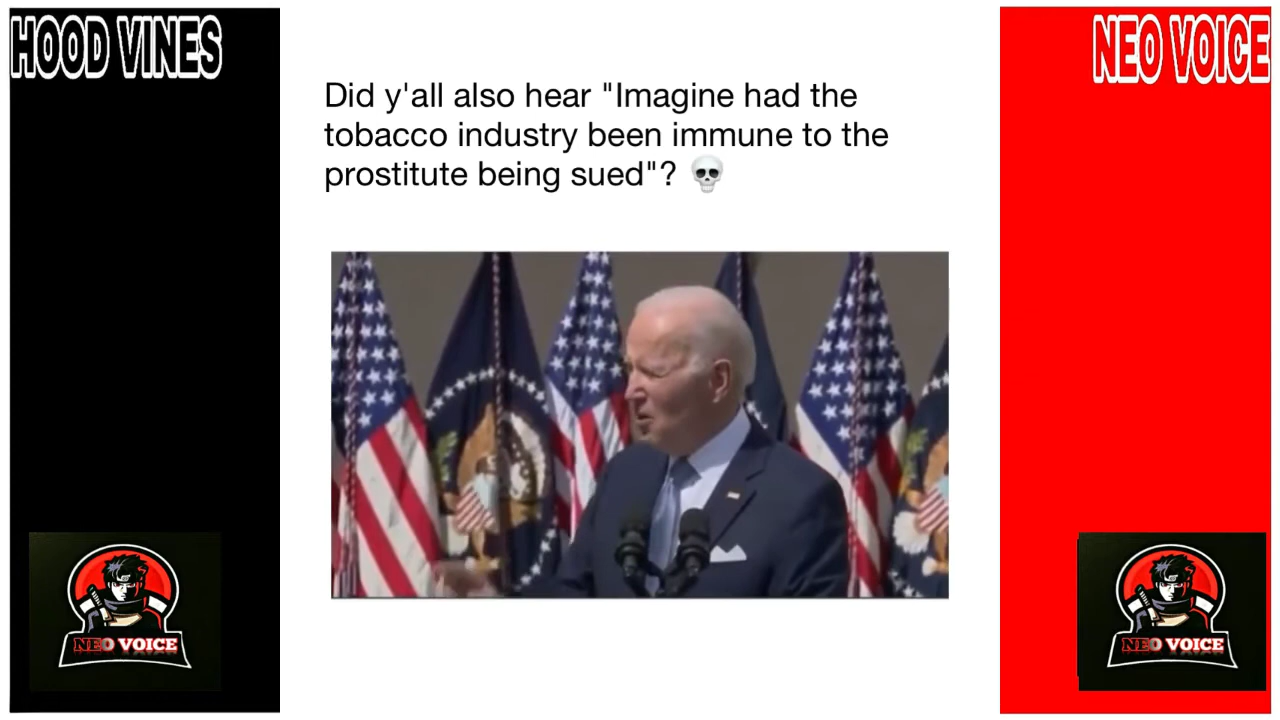 HOOD VINES
NEO VOICE
Did y'all also hear "Imagine had the
tobacco industry been immune to the
prostitute being sued"? 💀
NEO VOICE
NEO VOICE